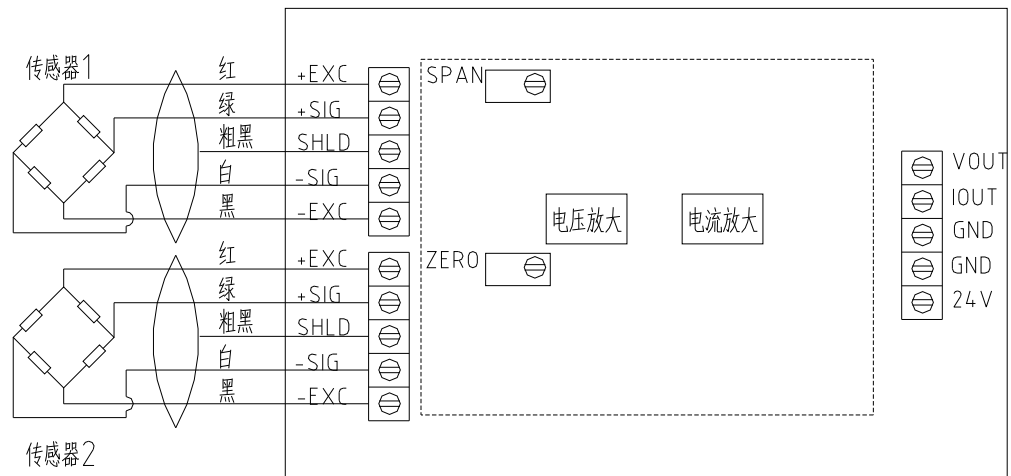 传感器1
红 +EXC
绿 +SIG
粗黑 SHLD
白 -SIG
黑 -EXC
SPAN
ZERO
电压放大
电流放大
VOUT
IOUT
GND
GND
24V
红 +EXC
绿 +SIG
粗黑 SHLD
白 -SIG
黑 -EXC
传感器2